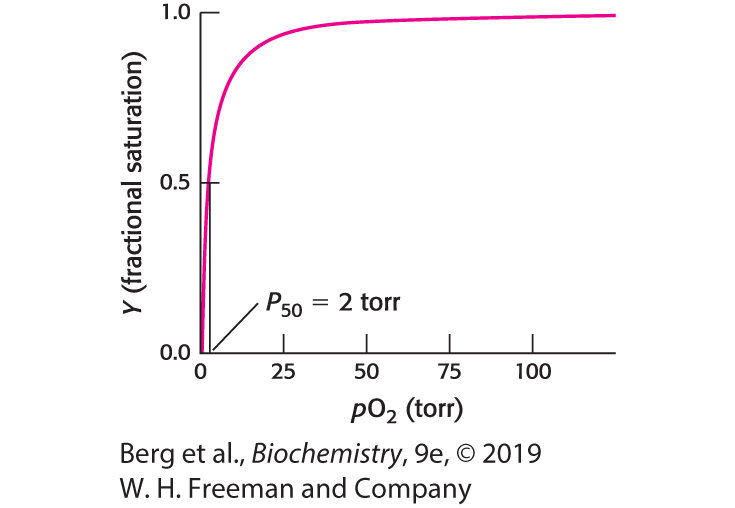 1.0
Y (fractional saturation)
0.5
P50 = 2 torr
0.0
0 25 50 75 100
pO2 (torr)
Berg et al., Biochemistry, 9e, © 2019
W. H. Freeman and Company